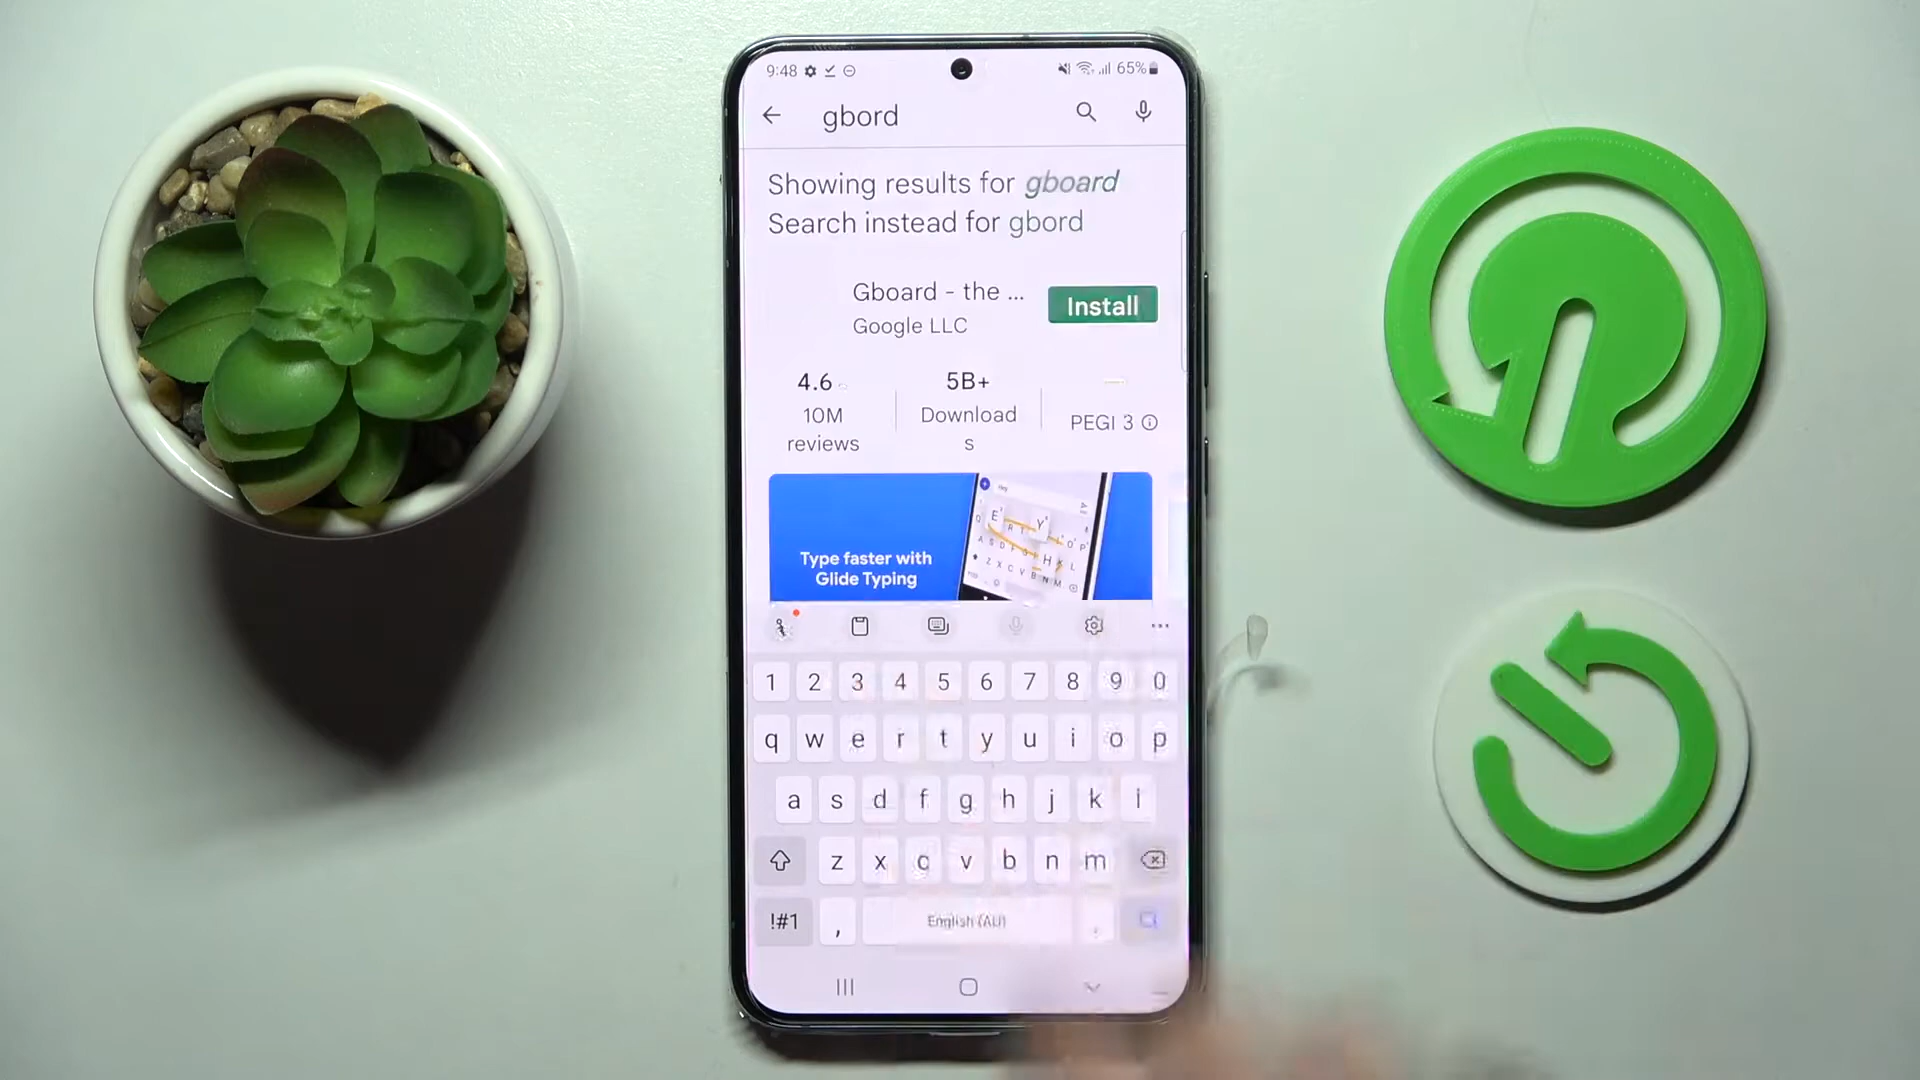 9:48 65%
gbord
Showing results for gboard
Search instead for gbord
Gboard - the ...
Google LLC
Install
4.6
10M
reviews
5B+
Download
s
PEGI 3
Type faster with
Glide Typing
1 2 3 4 5 6 7 8 9 0
q w e r t y u i o p
a s d f g h j k l
z x c v b n m
!#1 , English (AU) .